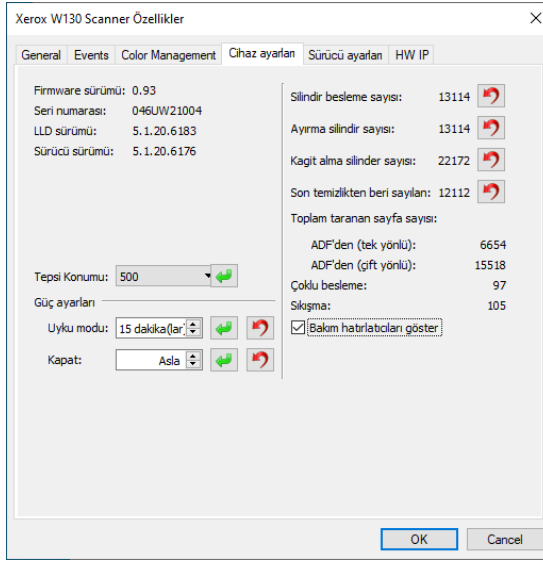 Xerox W130 Scanner Özellikler
General Events Color Management Cihaz ayarları Sürücü ayarları HW IP
Firmware sürümü: 0.93
Seri numarası: 046UW21004
LLD sürümü: 5.1.20.6183
Sürücü sürümü: 5.1.20.6176
Tepsi Konumu: 500
Güç ayarları
Uyku modu: 15 dakika(lar)
Kapat: Asla
Silindir besleme sayısı: 13114
Ayırma silindir sayısı: 13114
Kagit alma silinder sayısı: 22172
Son temizlikten beri sayılan: 12112
Toplam taranan sayfa sayısı:
ADF'den (tek yönlü): 6654
ADF'den (çift yönlü): 15518
Çoklu besleme: 97
Sıkışma: 105
Bakım hatırlatıcıları göster
OK Cancel